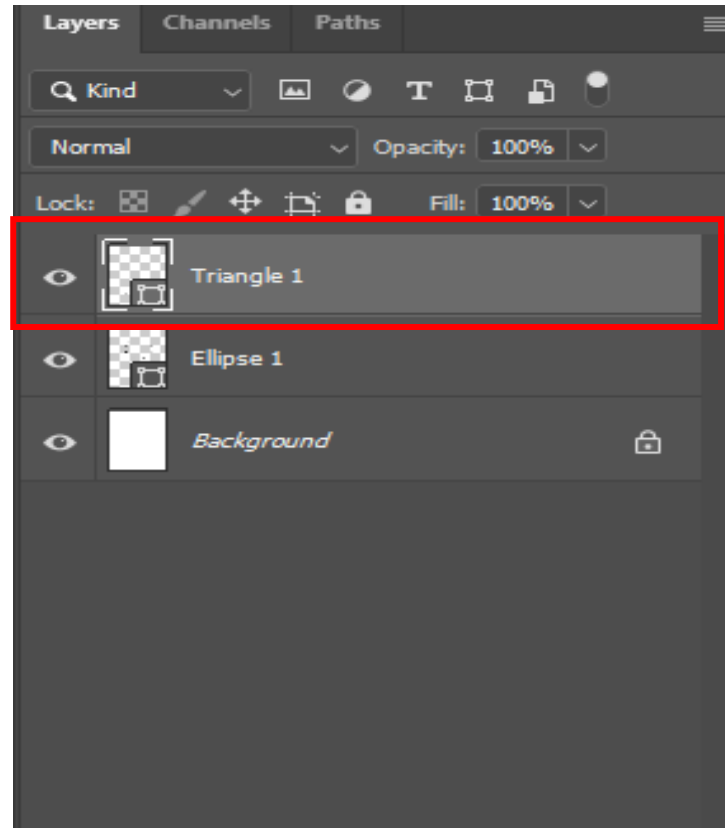 Layers Channels Paths
Kind
Normal Opacity: 100%
Lock: Fill: 100%
Triangle 1
Ellipse 1
Background